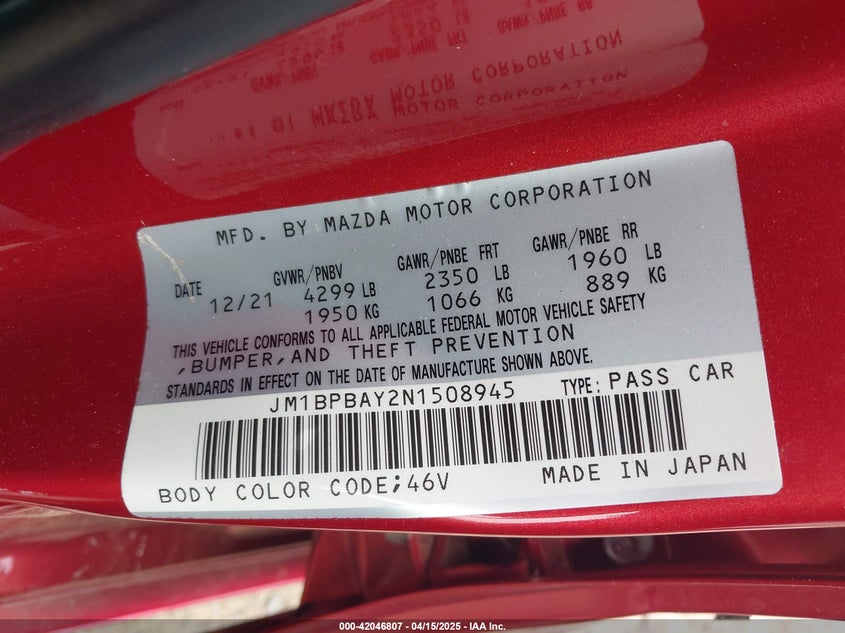 MFD. BY MAZDA MOTOR CORPORATION
DATE GVWR/PNBV GAWR/PNBE FRT GAWR/PNBE RR
12/21 4299 LB 2350 LB 1960 LB
1950 KG 1066 KG 889 KG
THIS VEHICLE CONFORMS TO ALL APPLICABLE FEDERAL MOTOR VEHICLE SAFETY
,BUMPER,AND THEFT PREVENTION
STANDARDS IN EFFECT ON THE DATE OF MANUFACTURE SHOWN ABOVE.
JM1BPBAY2N1508945 TYPE: PASS CAR
BODY COLOR CODE;46V MADE IN JAPAN
000-42046807 - 04/15/2025 - IAA Inc.